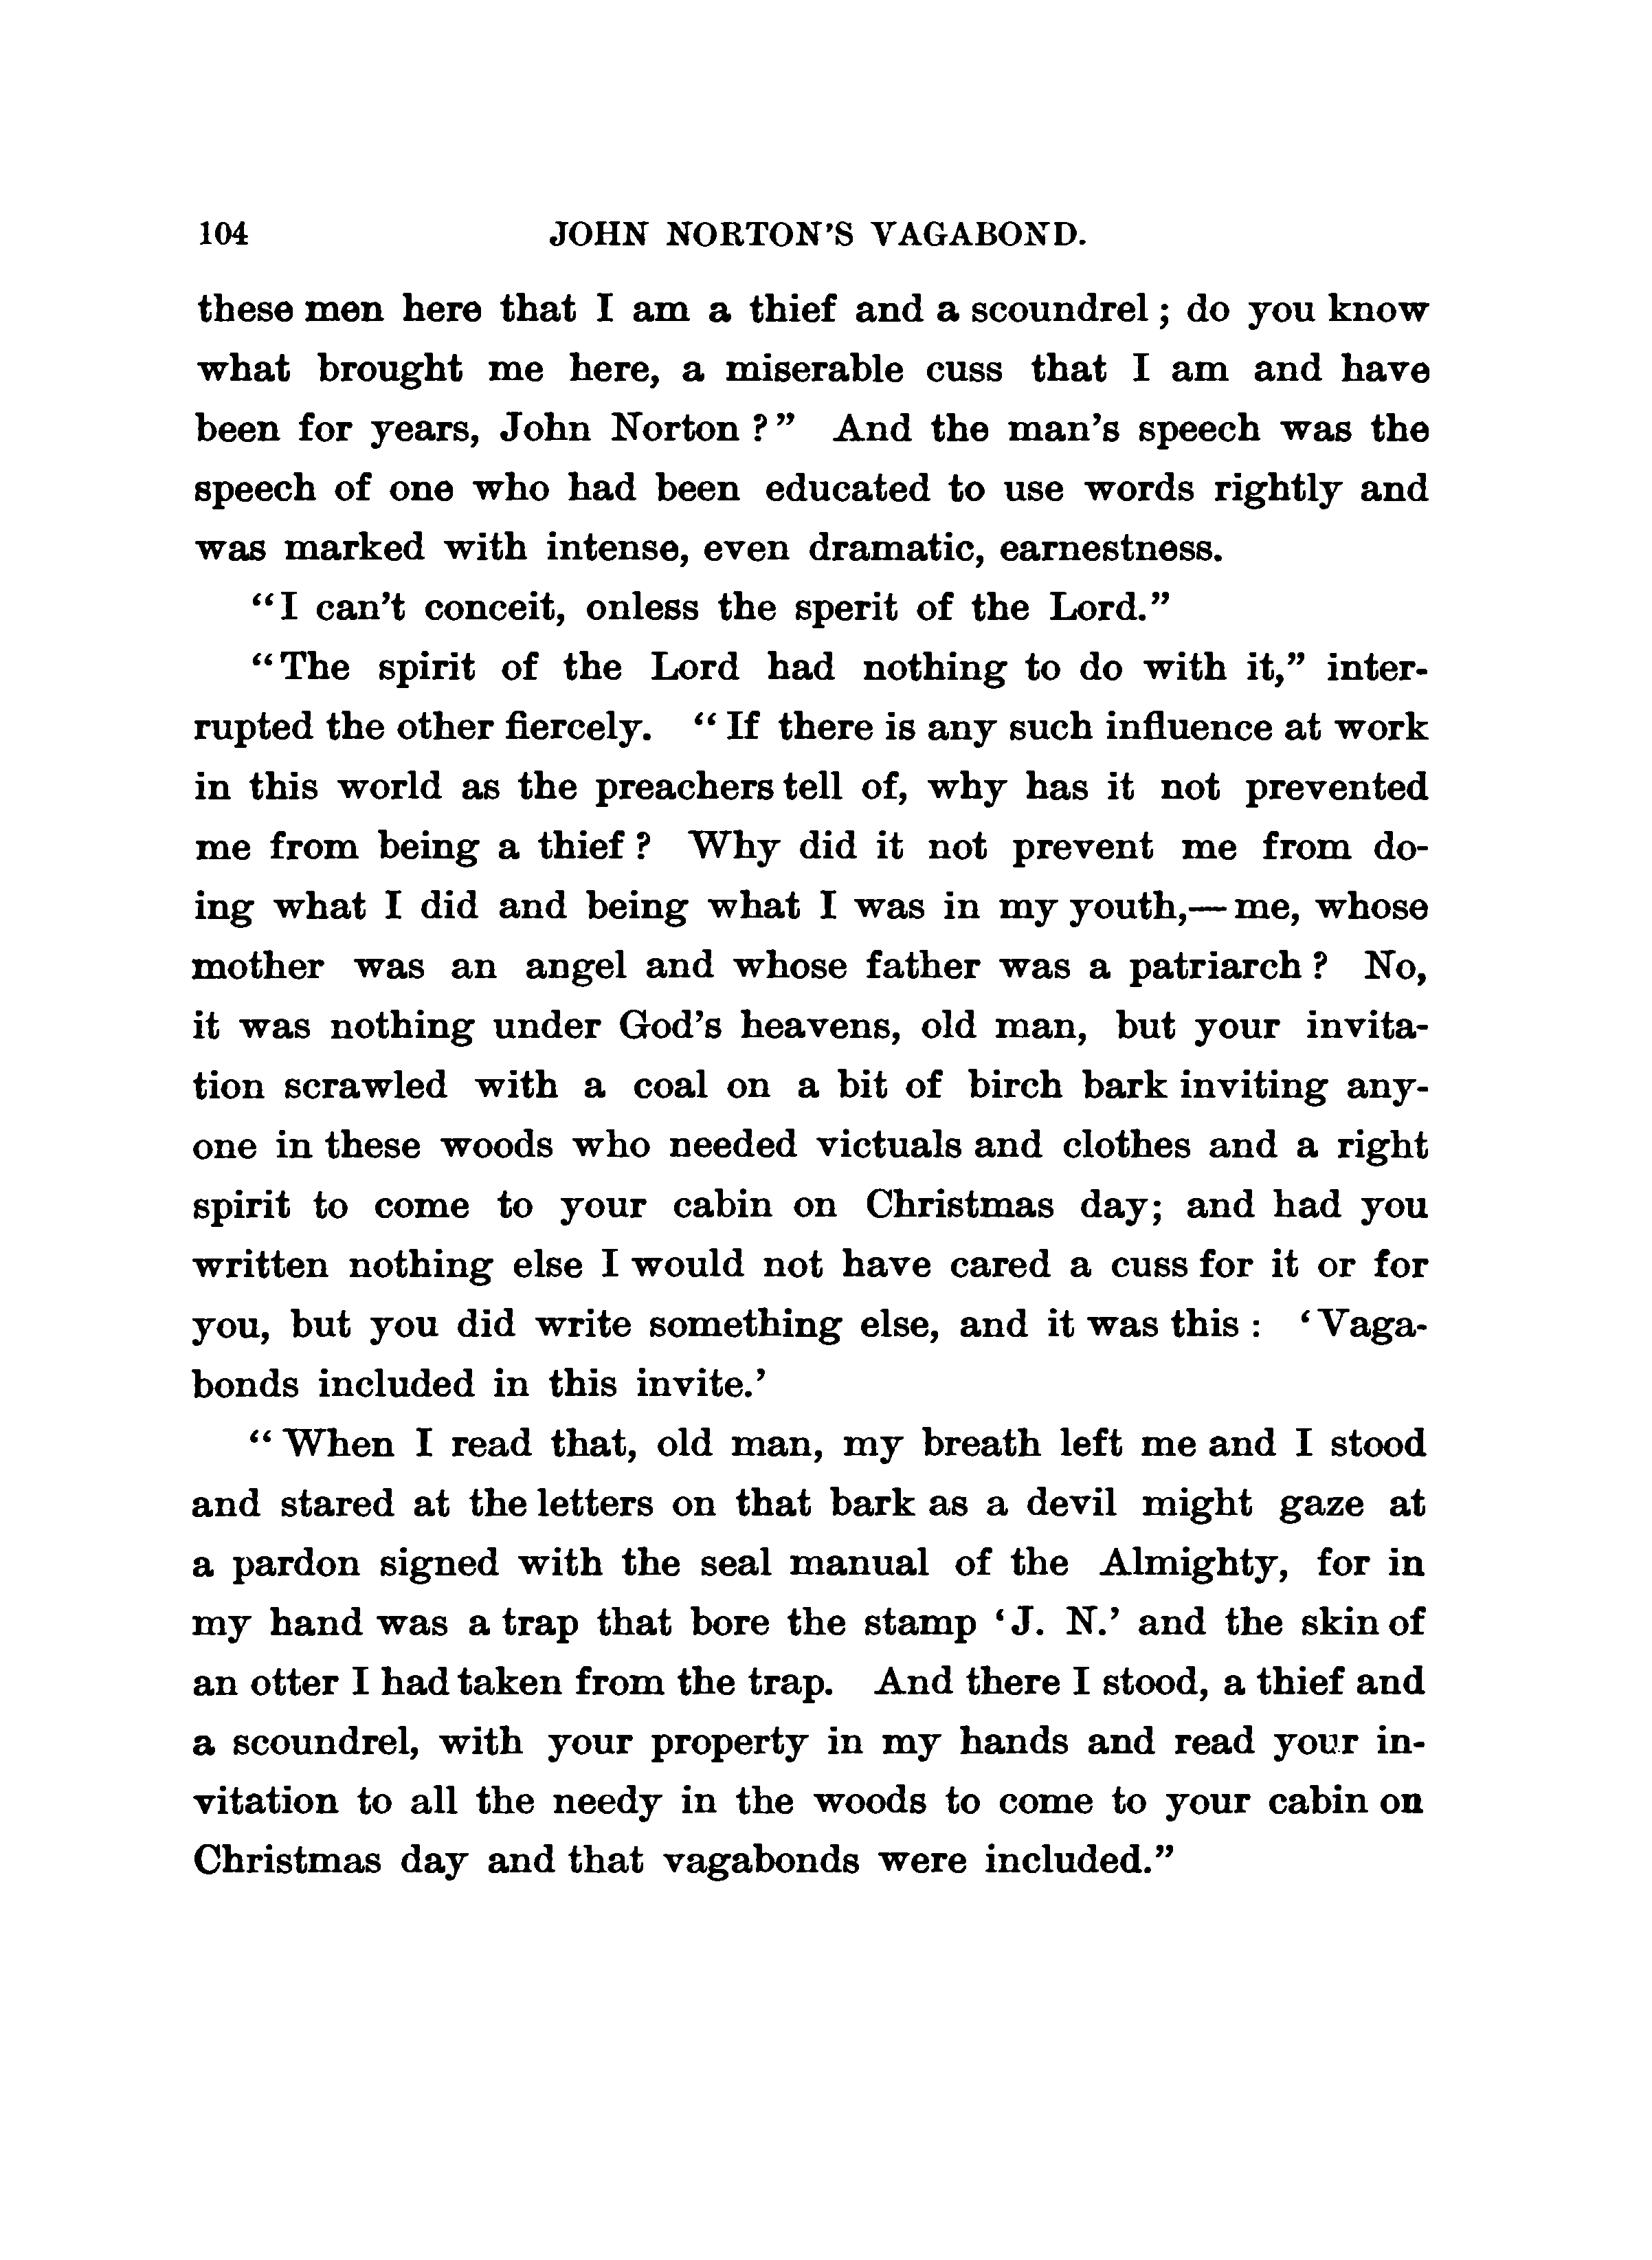 104 JOHN NORTON'S VAGABOND.
these men here that I am a thief and a scoundrel; do you know
what brought me here, a miserable cuss that I am and have
been for years, John Norton?” And the man's speech was the
speech of one who had been educated to use words rightly and
was marked with intense, even dramatic, earnestness.
“I can't conceit, onless the sperit of the Lord.”
“The spirit of the Lord had nothing to do with it,” inter-
rupted the other fiercely. “If there is any such influence at work
in this world as the preachers tell of, why has it not prevented
me from being a thief? Why did it not prevent me from do-
ing what I did and being what I was in my youth,—me, whose
mother was an angel and whose father was a patriarch? No,
it was nothing under God's heavens, old man, but your invita-
tion scrawled with a coal on a bit of birch bark inviting any-
one in these woods who needed victuals and clothes and a right
spirit to come to your cabin on Christmas day; and had you
written nothing else I would not have cared a cuss for it or for
you, but you did write something else, and it was this: ‘Vaga-
bonds included in this invite.’
“When I read that, old man, my breath left me and I stood
and stared at the letters on that bark as a devil might gaze at
a pardon signed with the seal manual of the Almighty, for in
my hand was a trap that bore the stamp ‘J. N.’ and the skin of
an otter I had taken from the trap. And there I stood, a thief and
a scoundrel, with your property in my hands and read your in-
vitation to all the needy in the woods to come to your cabin on
Christmas day and that vagabonds were included.”